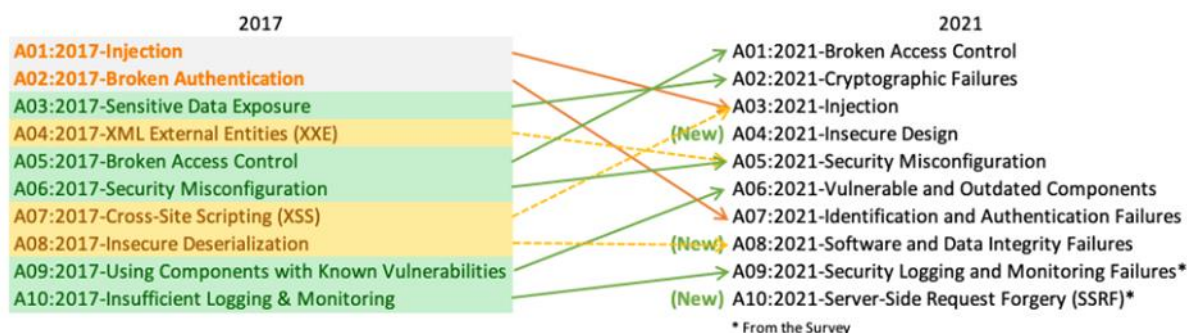 2017
A01:2017-Injection
A02:2017-Broken Authentication
A03:2017-Sensitive Data Exposure
A04:2017-XML External Entities (XXE)
A05:2017-Broken Access Control
A06:2017-Security Misconfiguration
A07:2017-Cross-Site Scripting (XSS)
A08:2017-Insecure Deserialization
A09:2017-Using Components with Known Vulnerabilities
A10:2017-Insufficient Logging & Monitoring
2021
A01:2021-Broken Access Control
A02:2021-Cryptographic Failures
A03:2021-Injection
(New) A04:2021-Insecure Design
A05:2021-Security Misconfiguration
A06:2021-Vulnerable and Outdated Components
A07:2021-Identification and Authentication Failures
(New) A08:2021-Software and Data Integrity Failures
A09:2021-Security Logging and Monitoring Failures*
(New) A10:2021-Server-Side Request Forgery (SSRF)*
* From the Survey